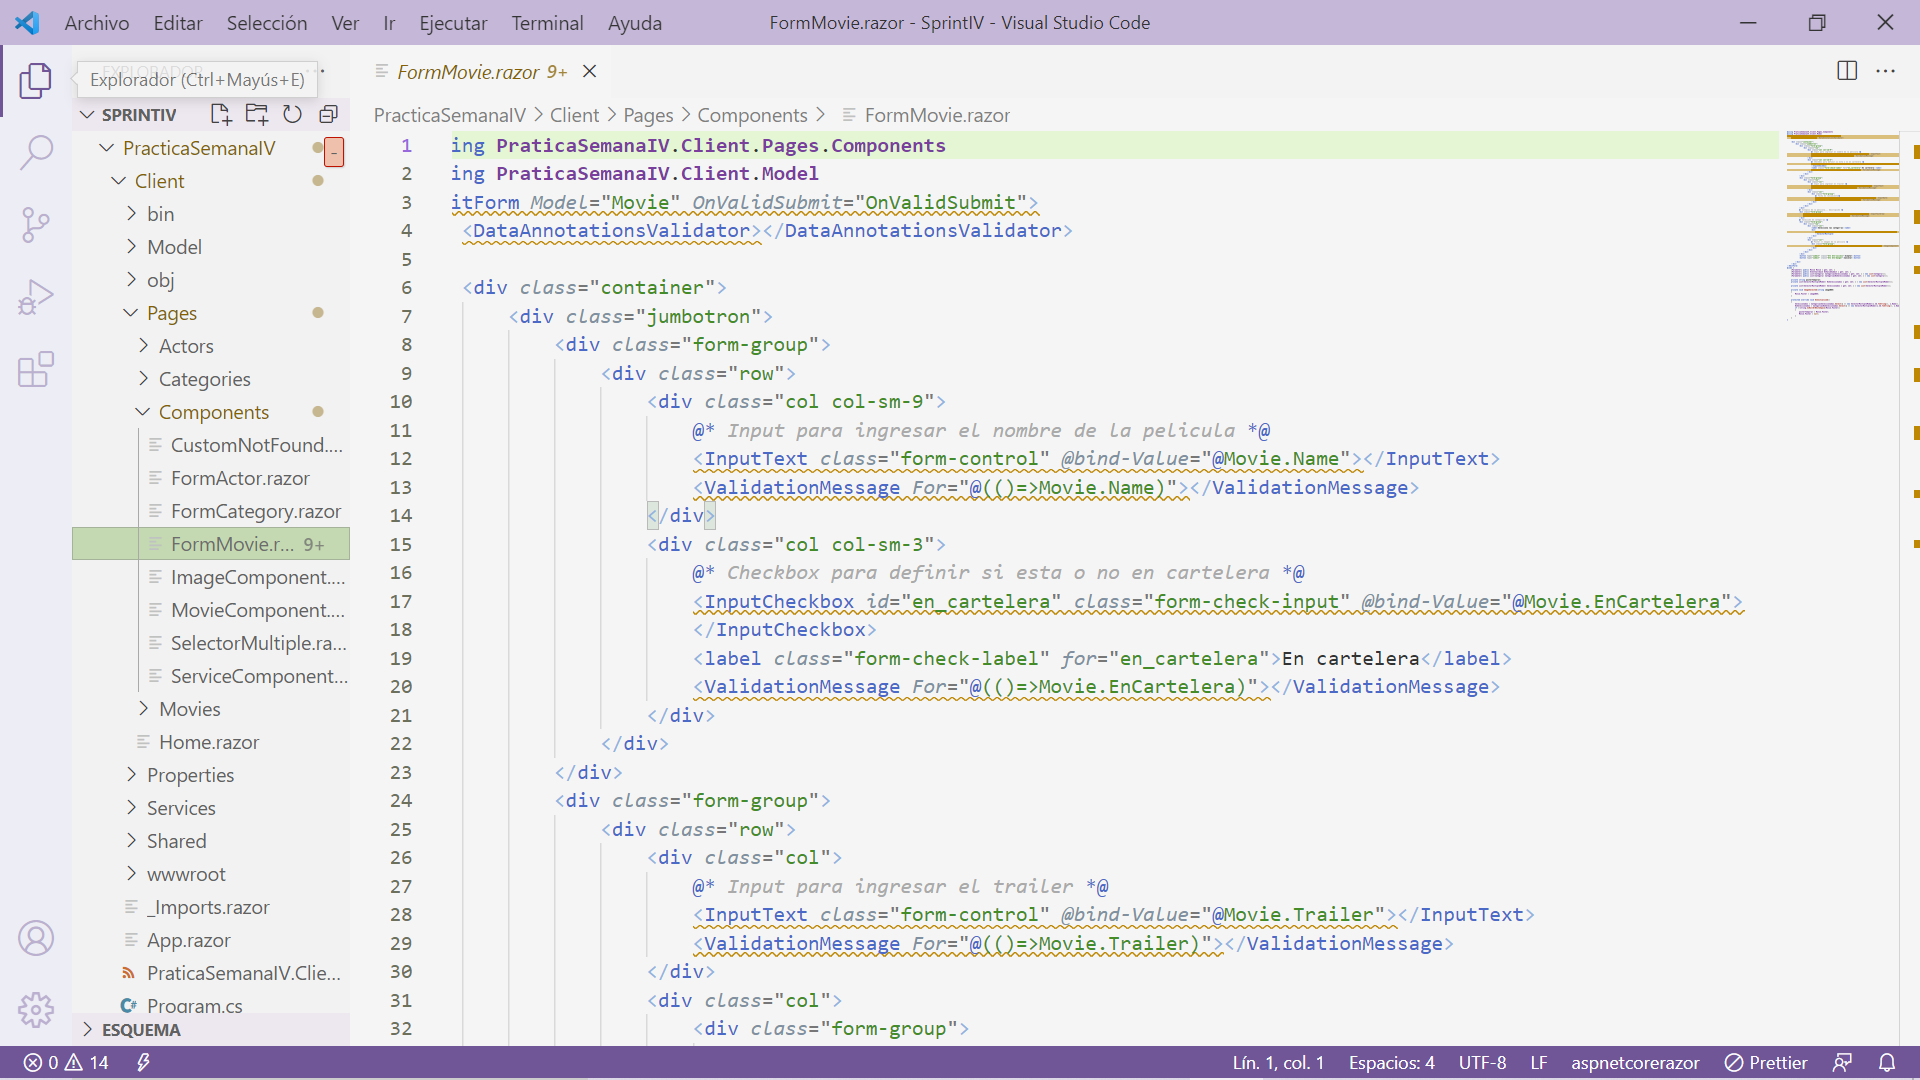 Archivo Editar Selección Ver Ir Ejecutar Terminal Ayuda FormMovie.razor - SprintIV - Visual Studio Code
Explorador (Ctrl+Mayús+E)
FormMovie.razor 9+
SPRINTIV
PracticaSemanaIV
Client
bin
Model
obj
Pages
Actors
Categories
Components
CustomNotFound....
FormActor.razor
FormCategory.razor
FormMovie.r... 9+
ImageComponent....
MovieComponent....
SelectorMultiple.ra...
ServiceComponent...
Movies
Home.razor
Properties
Services
Shared
wwwroot
_Imports.razor
App.razor
PraticaSemanaIV.Clie...
Program.cs
ESQUEMA
PracticaSemanaIV > Client > Pages > Components > FormMovie.razor
1 ing PraticaSemanaIV.Client.Pages.Components
2 ing PraticaSemanaIV.Client.Model
3 itForm Model="Movie" OnValidSubmit="OnValidSubmit">
4 <DataAnnotationsValidator></DataAnnotationsValidator>
5
6 <div class="container">
7 <div class="jumbotron">
8 <div class="form-group">
9 <div class="row">
10 <div class="col col-sm-9">
11 @* Input para ingresar el nombre de la pelicula *@
12 <InputText class="form-control" @bind-Value="@Movie.Name"></InputText>
13 <ValidationMessage For="@(()=>Movie.Name)"></ValidationMessage>
14 </div>
15 <div class="col col-sm-3">
16 @* Checkbox para definir si esta o no en cartelera *@
17 <InputCheckbox id="en_cartelera" class="form-check-input" @bind-Value="@Movie.EnCartelera">
18 </InputCheckbox>
19 <label class="form-check-label" for="en_cartelera">En cartelera</label>
20 <ValidationMessage For="@(()=>Movie.EnCartelera)"></ValidationMessage>
21 </div>
22 </div>
23 </div>
24 <div class="form-group">
25 <div class="row">
26 <div class="col">
27 @* Input para ingresar el trailer *@
28 <InputText class="form-control" @bind-Value="@Movie.Trailer"></InputText>
29 <ValidationMessage For="@(()=>Movie.Trailer)"></ValidationMessage>
30 </div>
31 <div class="col">
32 <div class="form-group">
0 14 Lín. 1, col. 1 Espacios: 4 UTF-8 LF aspnetcorerazor Prettier